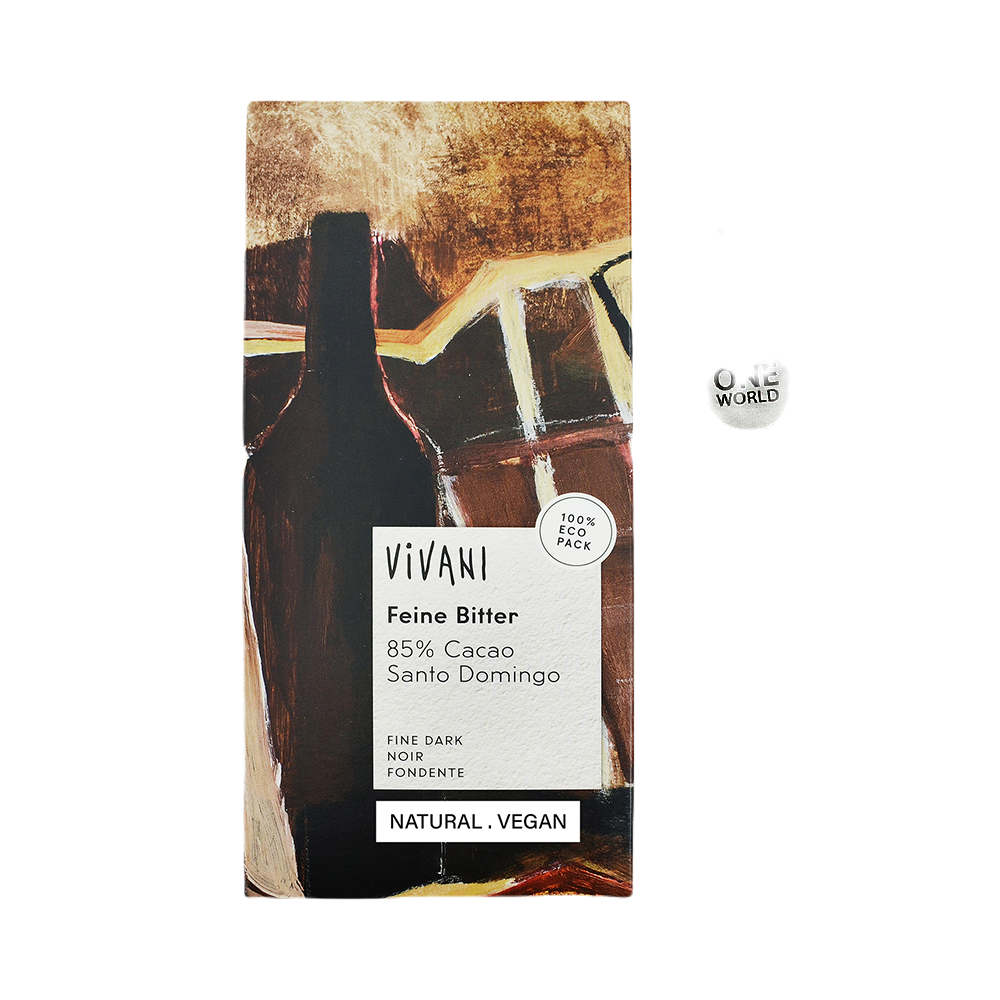 100%
ECO
PACK
ViVANI
Feine Bitter
85% Cacao
Santo Domingo
FINE DARK
NOIR
FONDENTE
NATURAL . VEGAN
ONE
WORLD